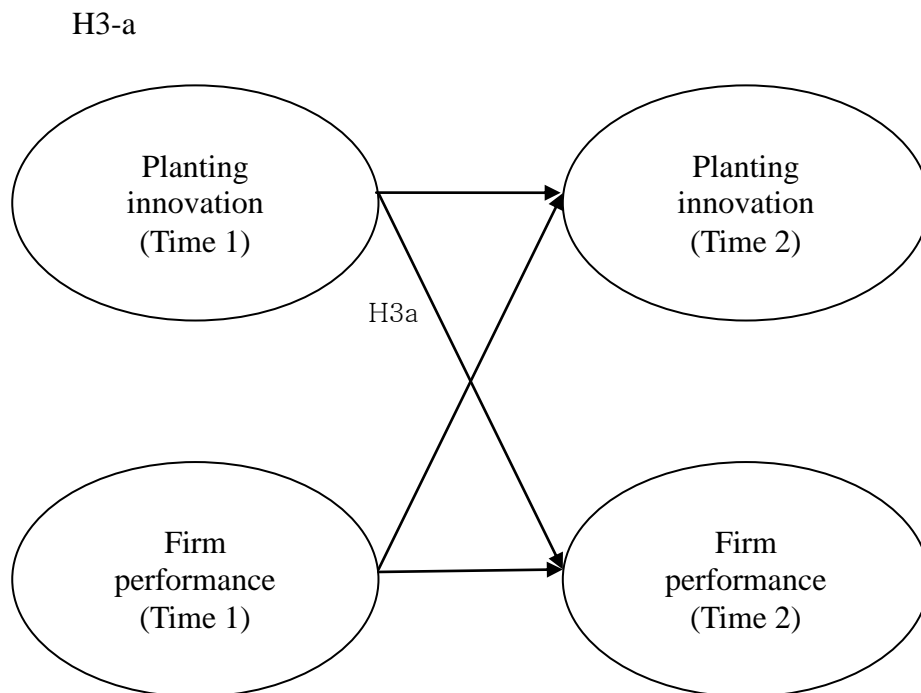 H3-a
Planting
innovation
(Time 1)
Planting
innovation
(Time 2)
H3a
Firm
performance
(Time 1)
Firm
performance
(Time 2)